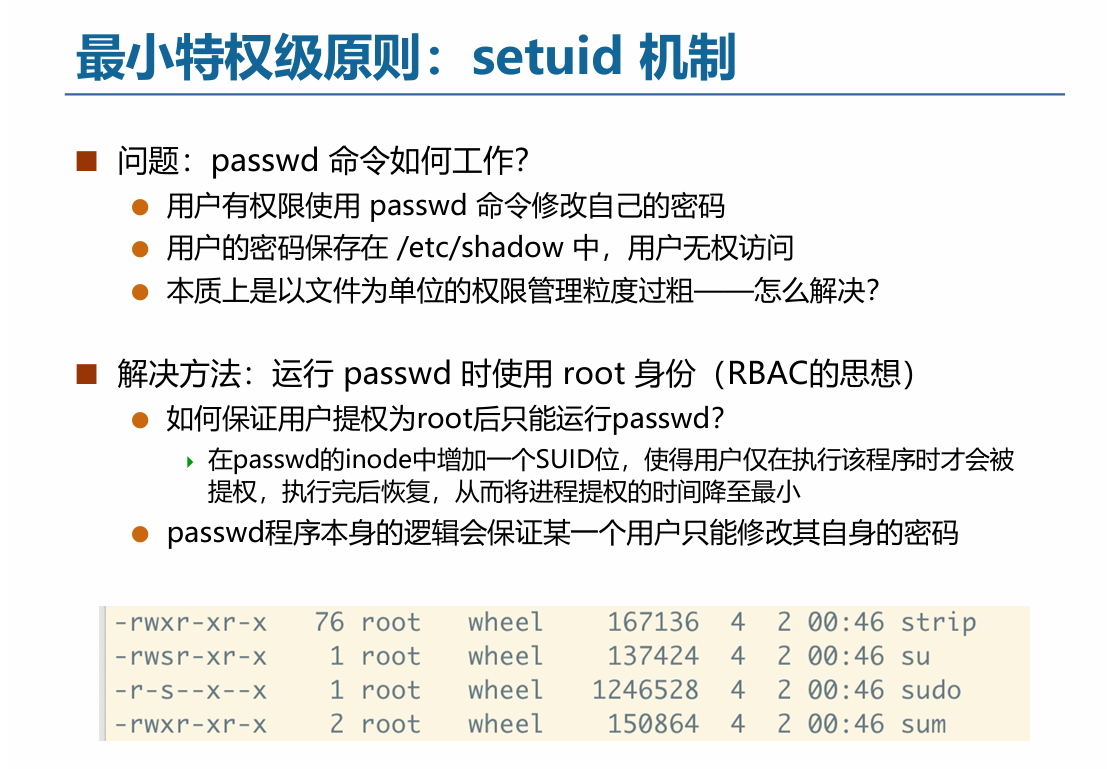 最小特权级原则：setuid 机制
问题：passwd 命令如何工作？
用户有权限使用 passwd 命令修改自己的密码
用户的密码保存在 /etc/shadow 中，用户无权访问
本质上是以文件为单位的权限管理粒度过粗——怎么解决？
解决方法：运行 passwd 时使用 root 身份（RBAC的思想）
如何保证用户提权为root后只能运行passwd？
在passwd的inode中增加一个SUID位，使得用户仅在执行该程序时才会被
提权，执行完后恢复，从而将进程提权的时间降至最小
passwd程序本身的逻辑会保证某一个用户只能修改其自身的密码
-rwxr-xr-x 76 root wheel 167136 4 2 00:46 strip
-rwsr-xr-x 1 root wheel 137424 4 2 00:46 su
-r-s--x--x 1 root wheel 1246528 4 2 00:46 sudo
-rwxr-xr-x 2 root wheel 150864 4 2 00:46 sum